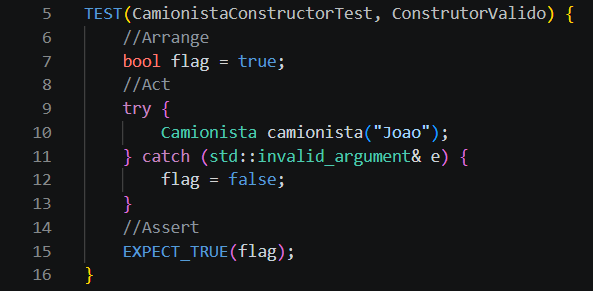 5 TEST(CamionistaConstructorTest, ConstrutorValido) {
6     //Arrange
7     bool flag = true;
8     //Act
9     try {
10         Camionista camionista("Joao");
11     } catch (std::invalid_argument& e) {
12         flag = false;
13     }
14     //Assert
15     EXPECT_TRUE(flag);
16 }